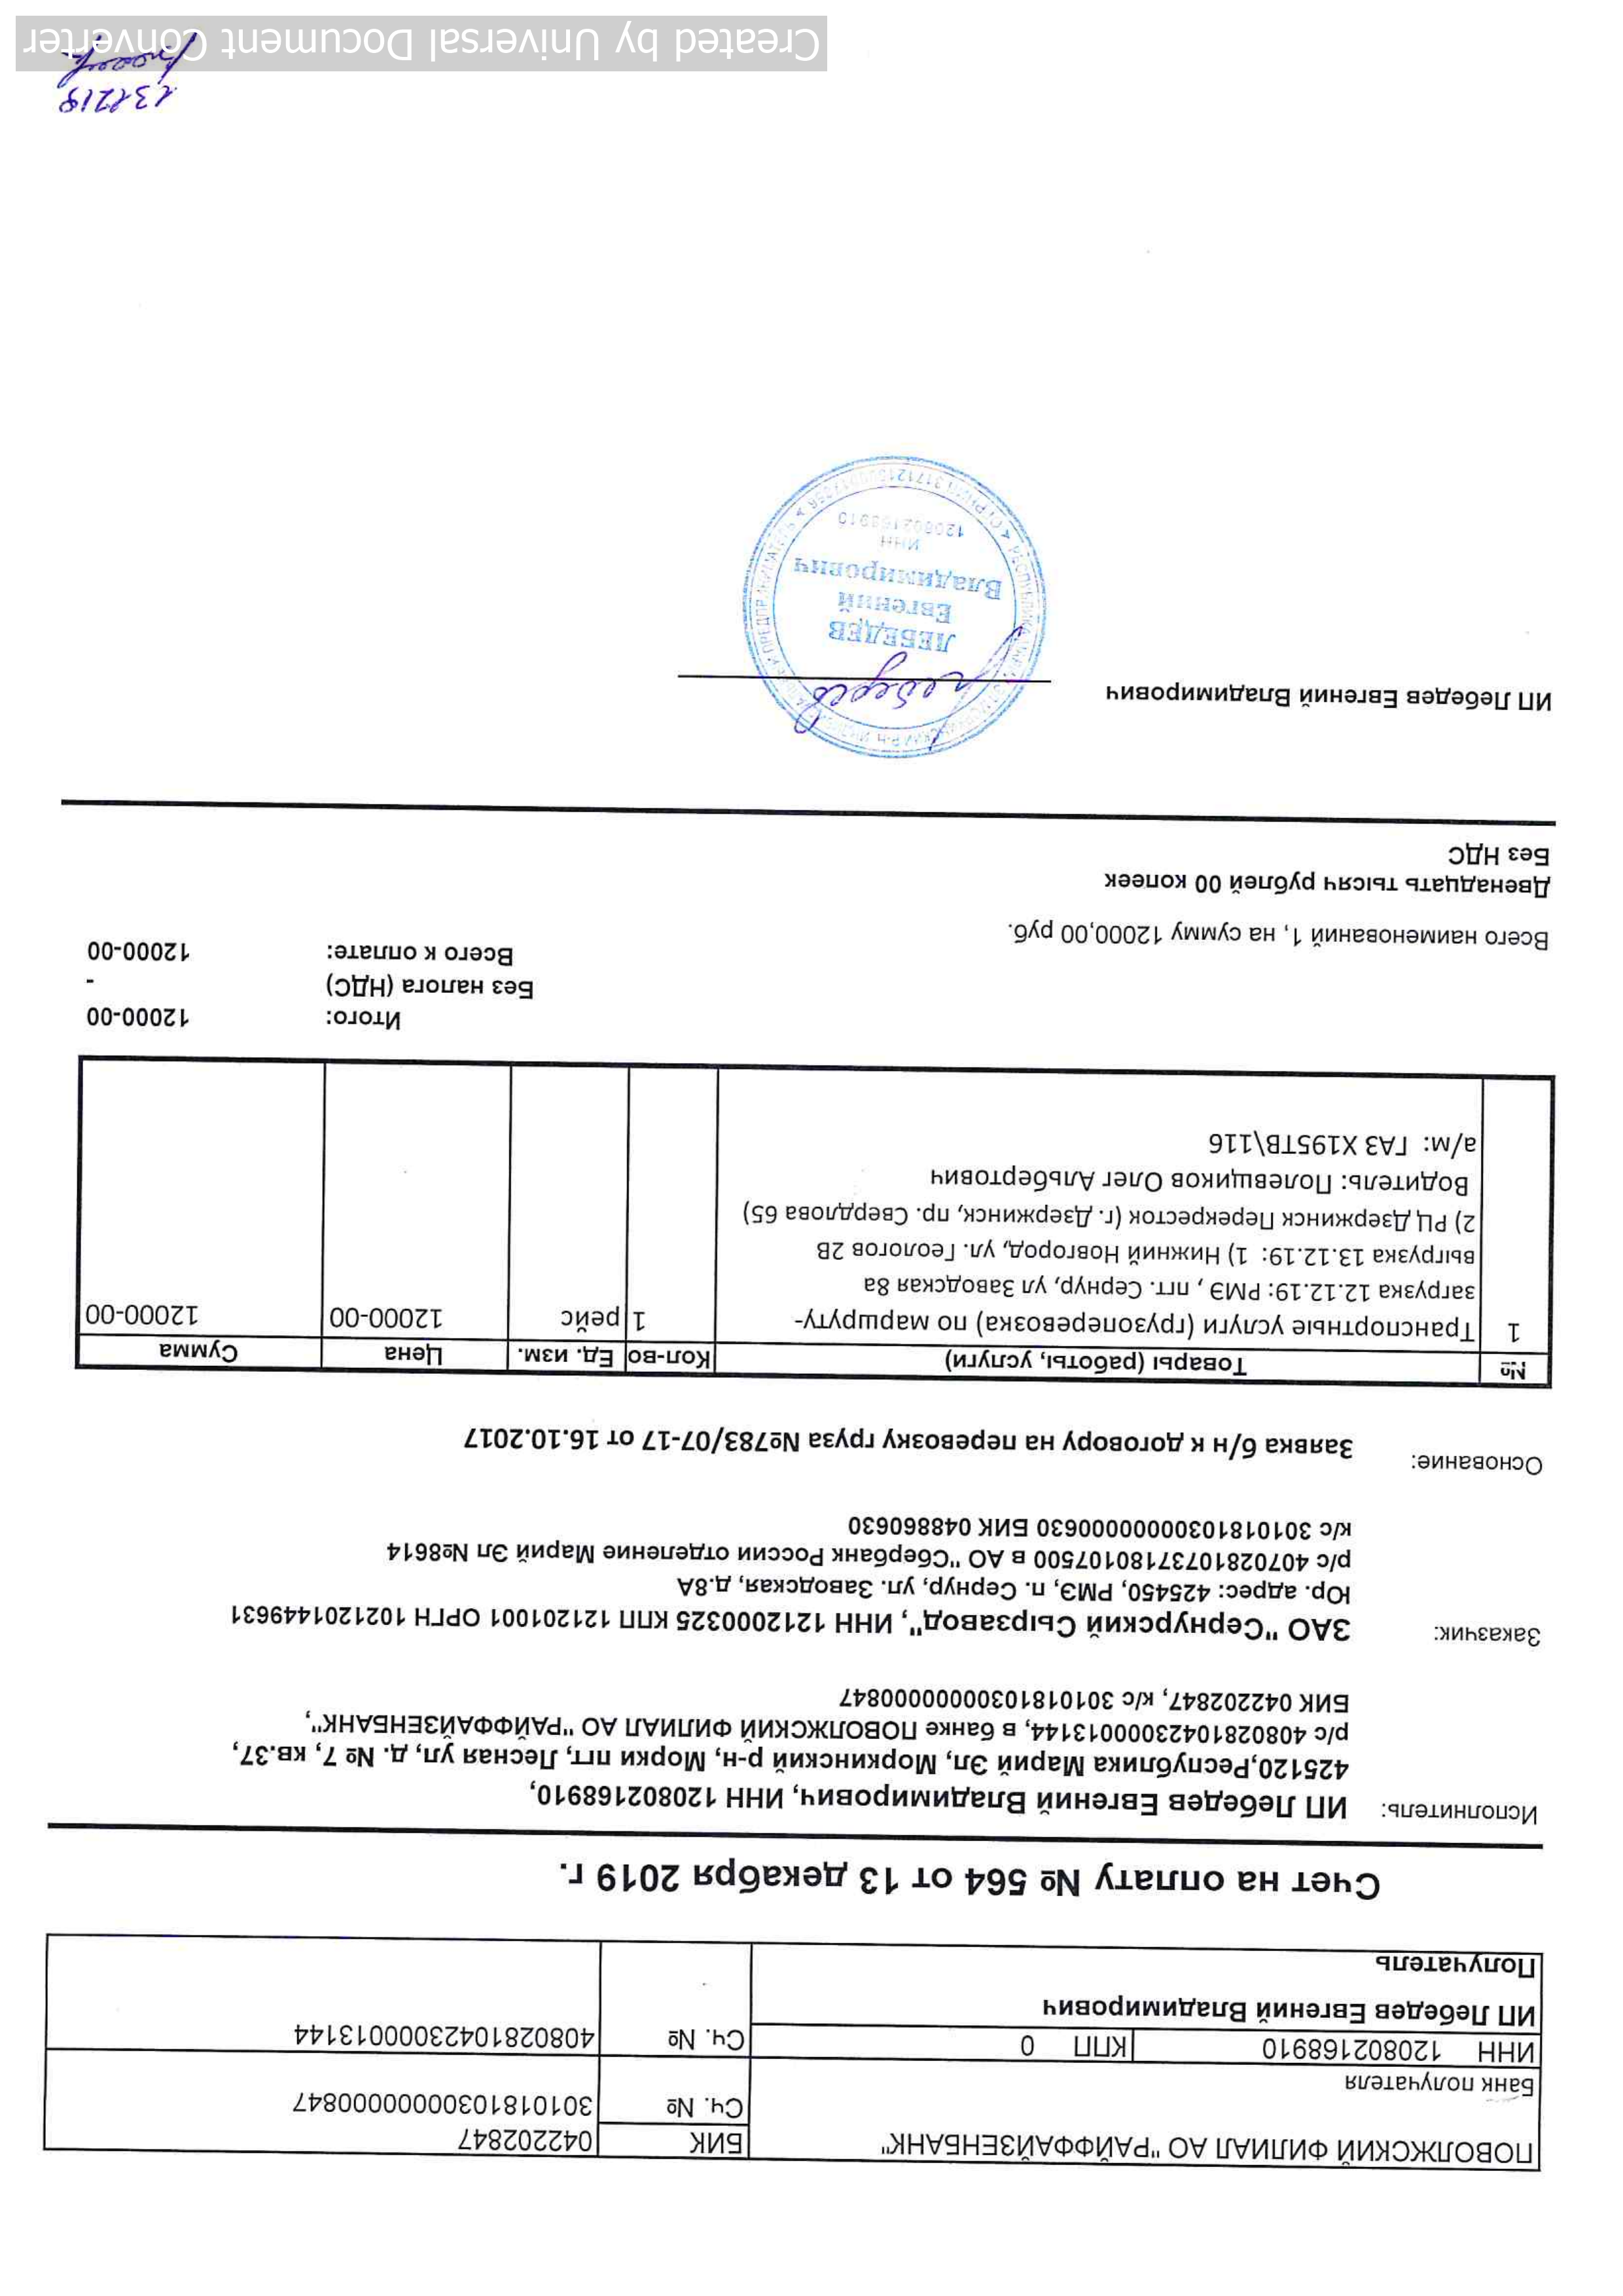 ПОВОЛЖСКИЙ ФИЛИАЛ АО "РАЙФФАЙЗЕНБАНК" БИК 042202847
Сч. № 30101810300000000847
Банк получателя
ИНН 120802168910 КПП 0 Сч. № 40802810423000013144
ИП Лебедев Евгений Владимирович
Получатель
Счет на оплату № 564 от 13 декабря 2019 г.
Исполнитель: ИП Лебедев Евгений Владимирович, ИНН 120802168910,
425120,Республика Марий Эл, Моркинский р-н, Морки пгт, Лесная ул, д. № 7, кв.37,
р/с 40802810423000013144, в банке ПОВОЛЖСКИЙ ФИЛИАЛ АО "РАЙФФАЙЗЕНБАНК",
БИК 042202847, к/с 30101810300000000847
Заказчик: ЗАО "Сернурский Сырзавод", ИНН 1212000325 КПП 121201001 ОРГН 1021201449631
Юр. адрес: 425450, РМЭ, п. Сернур, ул. Заводская, д.8А
р/с 40702810737180107500 в АО "Сбербанк России отделение Марий Эл №8614
к/с 30101810300000000630 БИК 048860630
Основание: Заявка б/н к договору на перевозку груза №783/07-17 от 16.10.2017
№ Товары (работы, услуги) Кол-во Ед. изм. Цена Сумма
1 Транспортные услуги (грузоперевозка) по маршруту- 1 рейс 12000-00 12000-00
загрузка 12.12.19: РМЭ , пгт. Сернур, ул Заводская 8а
выгрузка 13.12.19: 1) Нижний Новгород, ул. Геологов 2В
2) РЦ Дзержинск Перекресток (г. Дзержинск, пр. Свердлова 65)
Водитель: Полевщиков Олег Альбертович
а/м: ГАЗ Х195ТВ\116
Итого: 12000-00
Без налога (НДС) -
Всего к оплате: 12000-00
Всего наименований 1, на сумму 12000,00 руб.
Двенадцать тысяч рублей 00 копеек
Без НДС
ИП Лебедев Евгений Владимирович
Лебедев
ЛЕБЕДЕВ
Евгений
Владимирович
ИНН
120802168910
131219
Created by Universal Document Converter